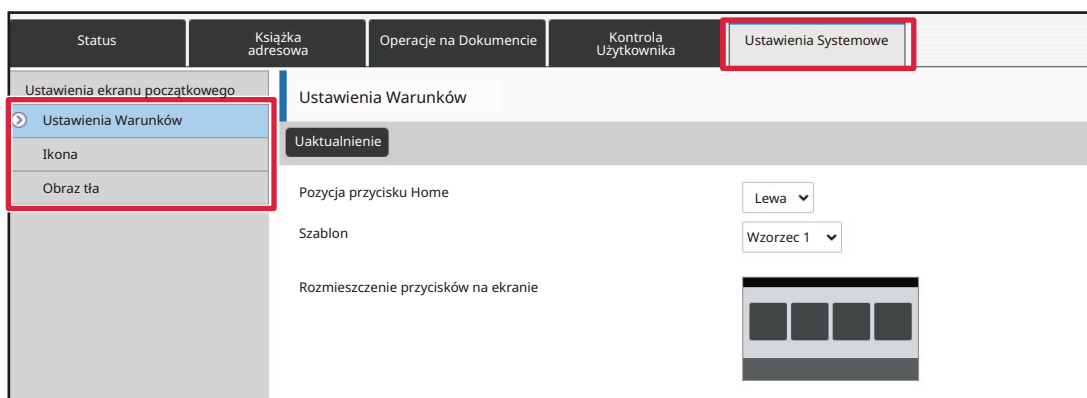 Status
Książka
adresowa
Operacje na Dokumencie
Kontrola
Użytkownika
Ustawienia Systemowe
Ustawienia ekranu początkowego
Ustawienia Warunków
Ikona
Obraz tła
Ustawienia Warunków
Uaktualnienie
Pozycja przycisku Home
Lewa
Szablon
Wzorzec 1
Rozmieszczenie przycisków na ekranie